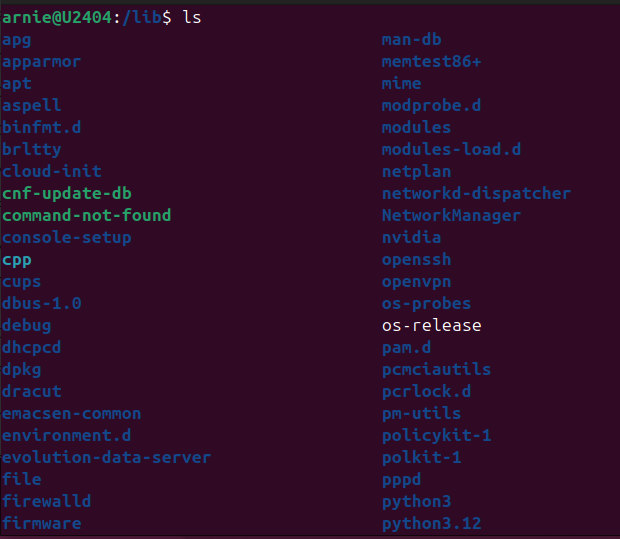 arnie@U2404:/lib$ ls
apg man-db
apparmor memtest86+
apt mime
aspell modprobe.d
binfmt.d modules
brltty modules-load.d
cloud-init netplan
cnf-update-db networkd-dispatcher
command-not-found NetworkManager
console-setup nvidia
cpp openssh
cups openvpn
dbus-1.0 os-probes
debug os-release
dhcpcd pam.d
dpkg pcmciautils
dracut pcrlock.d
emacsen-common pm-utils
environment.d policykit-1
evolution-data-server polkit-1
file pppd
firewalld python3
firmware python3.12